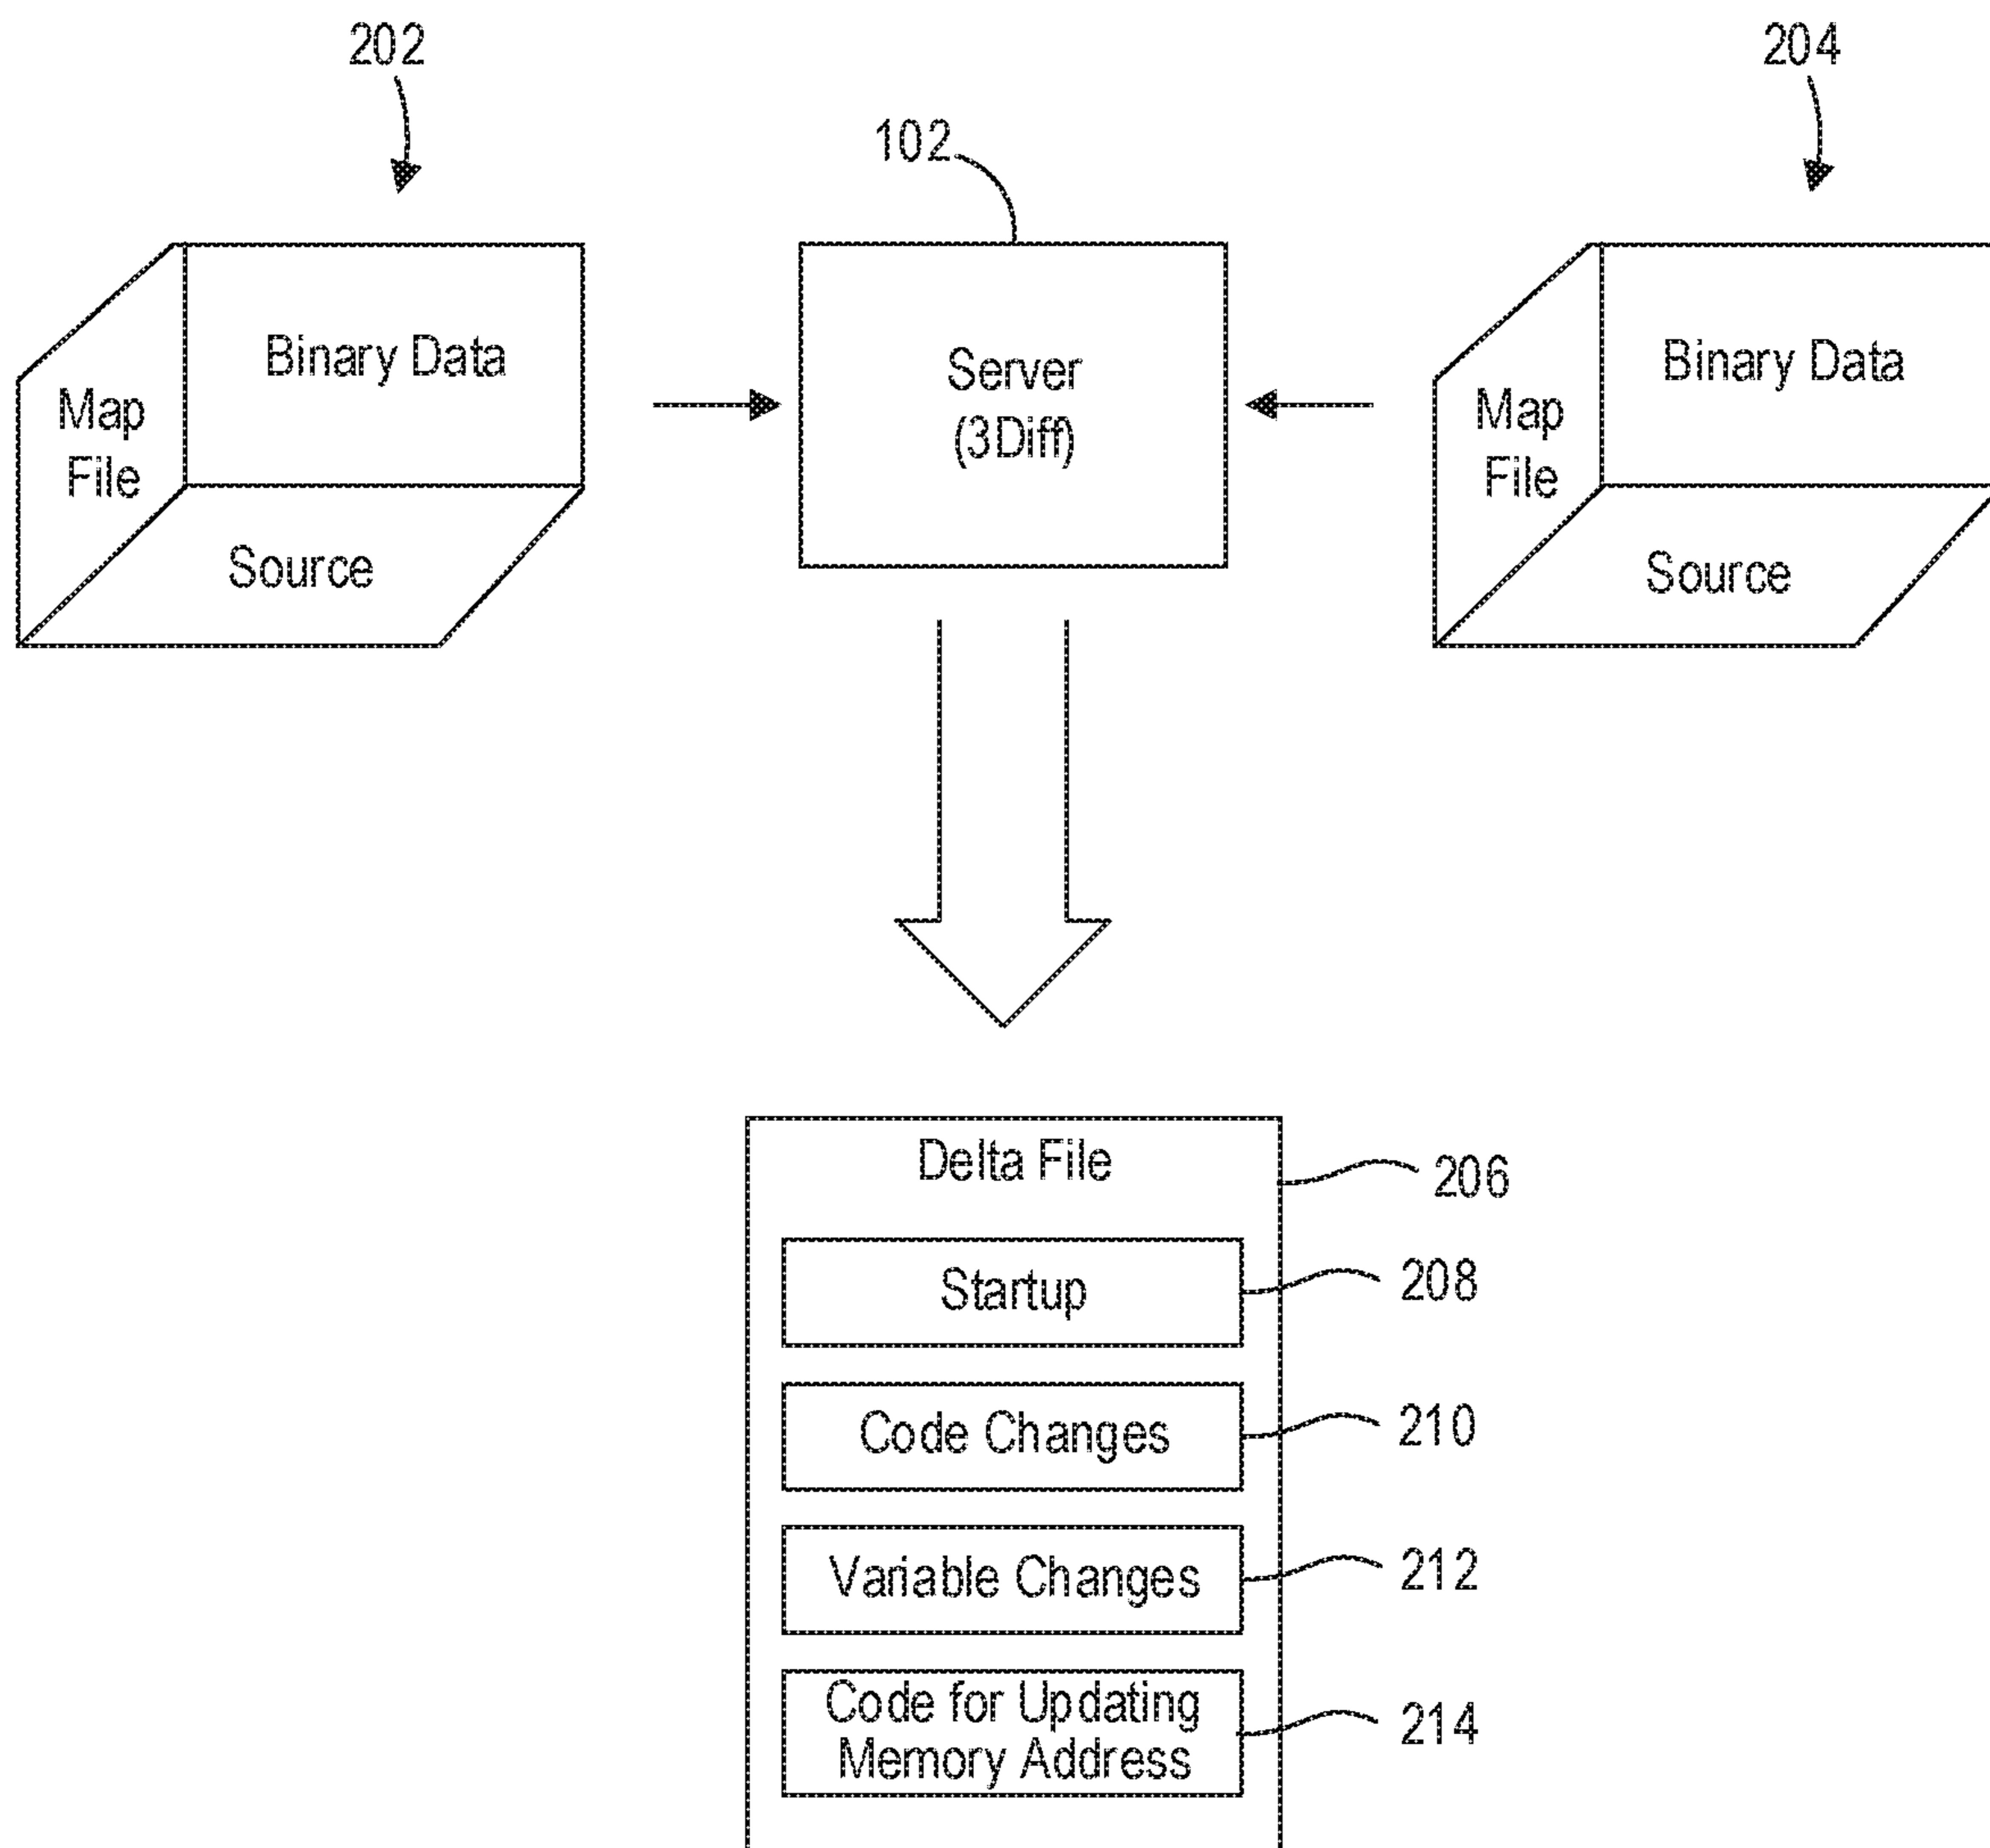 202
204
102
Binary Data
Map
File
Source
Server
(3Diff)
Binary Data
Map
File
Source
Delta File
206
Startup
208
Code Changes
210
Variable Changes
212
Code for Updating
Memory Address
214